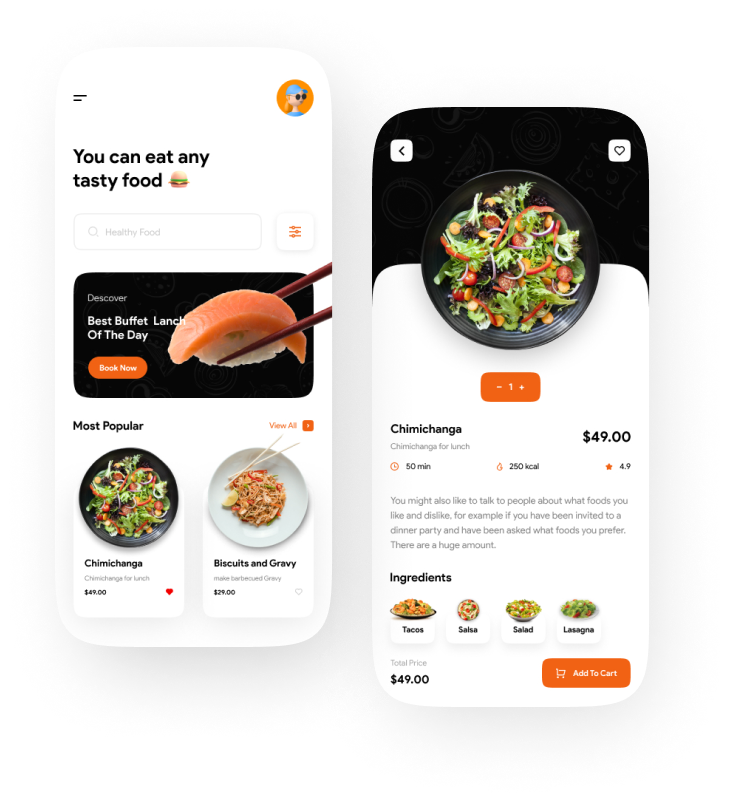 You can eat any
tasty food 🍔
Healthy Food
Descover
Best Buffet Lanch
Of The Day
Book Now
Most Popular
View All
Chimichanga
Chimichanga for lunch
$49.00
Biscuits and Gravy
make barbecued Gravy
$29.00
- 1 +
Chimichanga
Chimichanga for lunch
$49.00
50 min
250 kcal
4.9
You might also like to talk to people about what foods you
like and dislike, for example if you have been invited to a
dinner party and have been asked what foods you prefer.
There are a huge amount.
Ingredients
Tacos
Salsa
Salad
Lasagna
Total Price
$49.00
Add To Cart